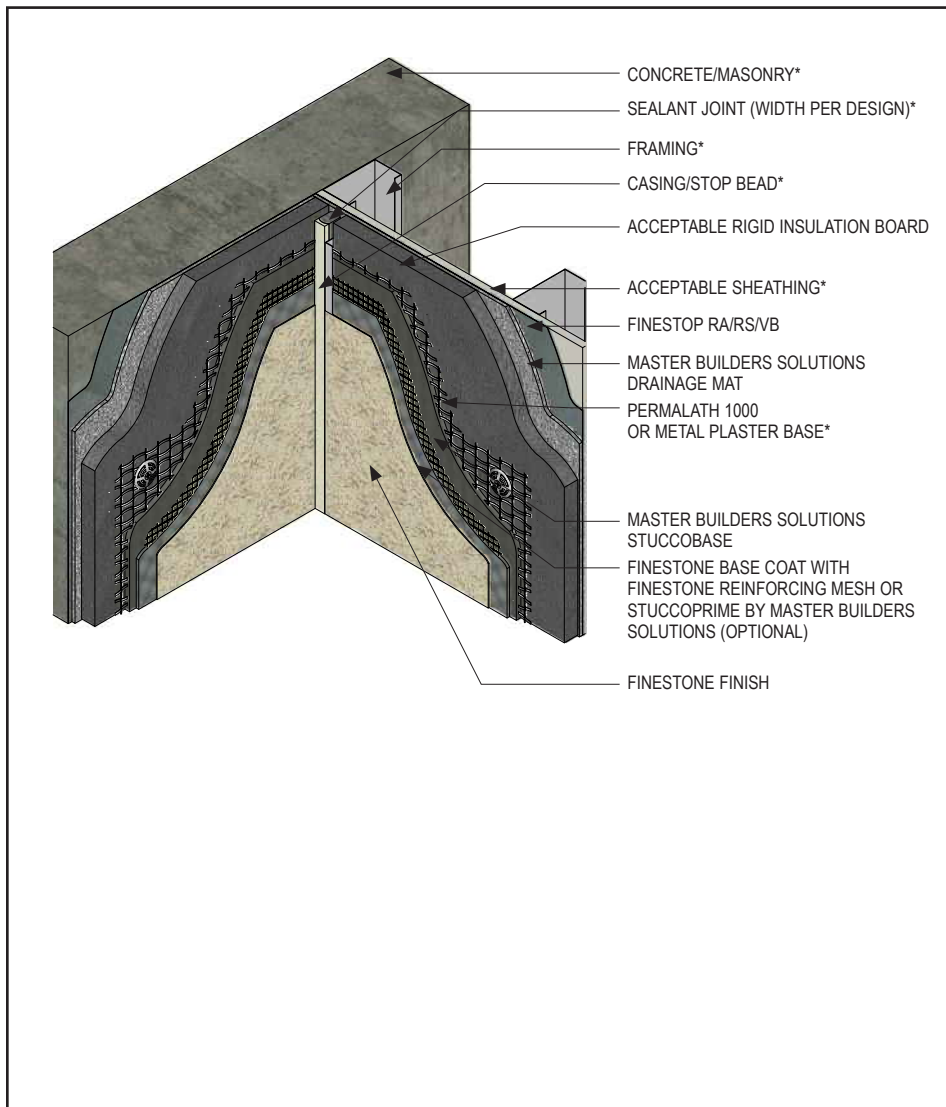 CONCRETE/MASONRY*
SEALANT JOINT (WIDTH PER DESIGN)*
FRAMING*
CASING/STOP BEAD*
ACCEPTABLE RIGID INSULATION BOARD
ACCEPTABLE SHEATHING*
FINESTOP RA/RS/VB
MASTER BUILDERS SOLUTIONS
DRAINAGE MAT
PERMALATH 1000
OR METAL PLASTER BASE*
MASTER BUILDERS SOLUTIONS
STUCCOBASE
FINESTONE BASE COAT WITH
FINESTONE REINFORCING MESH OR
STUCCOPRIME BY MASTER BUILDERS
SOLUTIONS (OPTIONAL)
FINESTONE FINISH